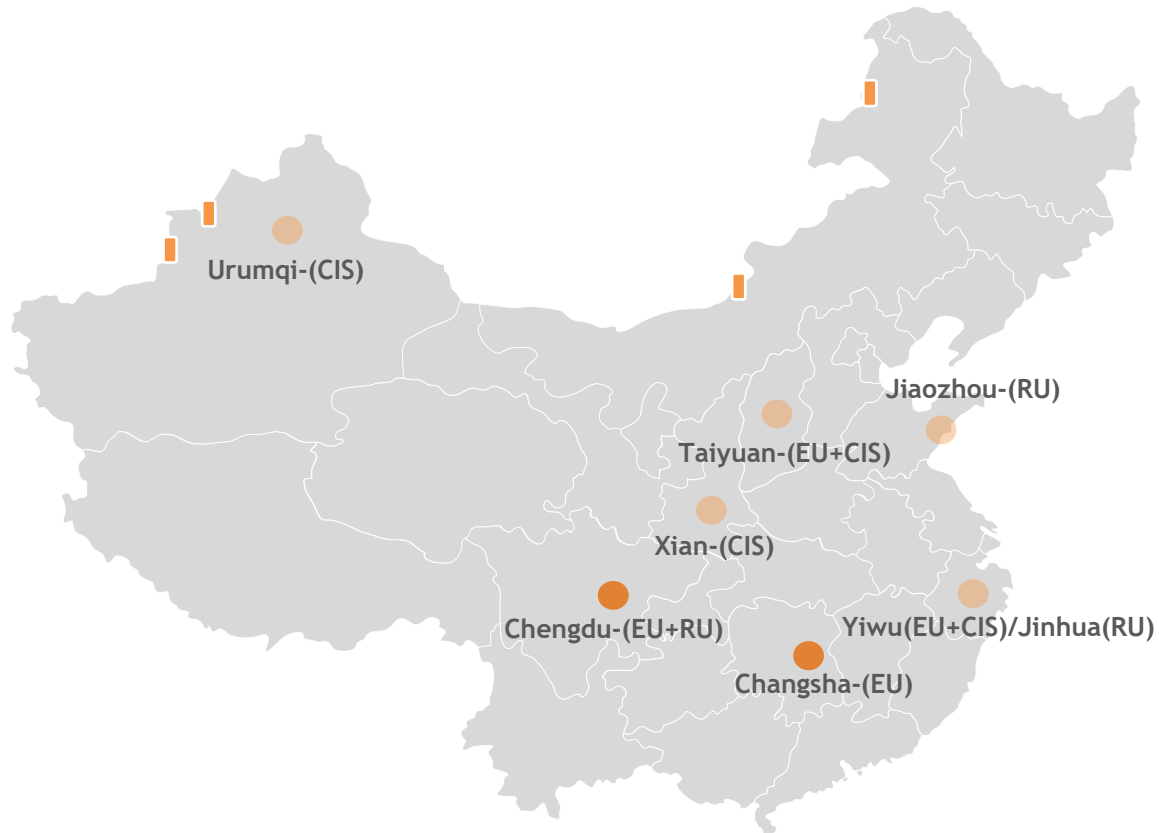 Urumqi-(CIS)
Jiaozhou-(RU)
Taiyuan-(EU+CIS)
Xian-(CIS)
Chengdu-(EU+RU)
Yiwu(EU+CIS)/Jinhua(RU)
Changsha-(EU)